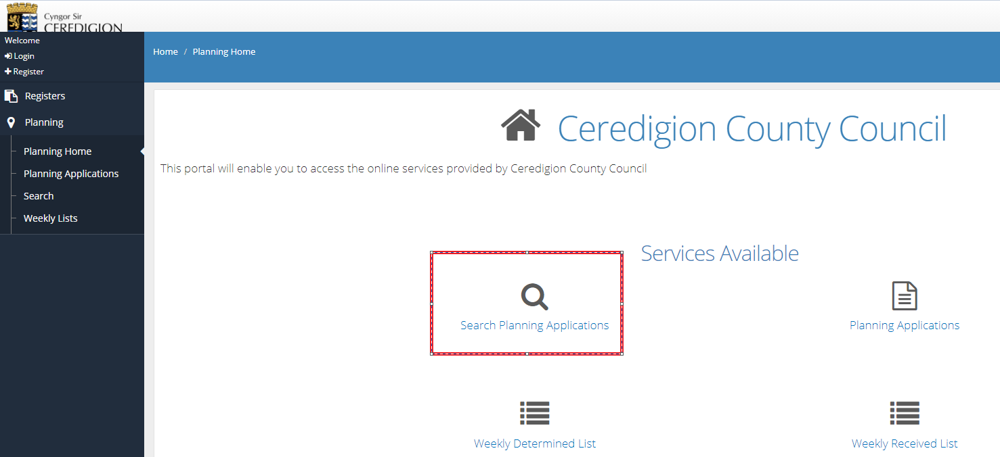 Cyngor Sir
CEREDIGION
Welcome
Login
Register
Registers
Planning
Planning Home
Planning Applications
Search
Weekly Lists
Home / Planning Home
Ceredigion County Council
This portal will enable you to access the online services provided by Ceredigion County Council
Services Available
Search Planning Applications
Planning Applications
Weekly Determined List
Weekly Received List